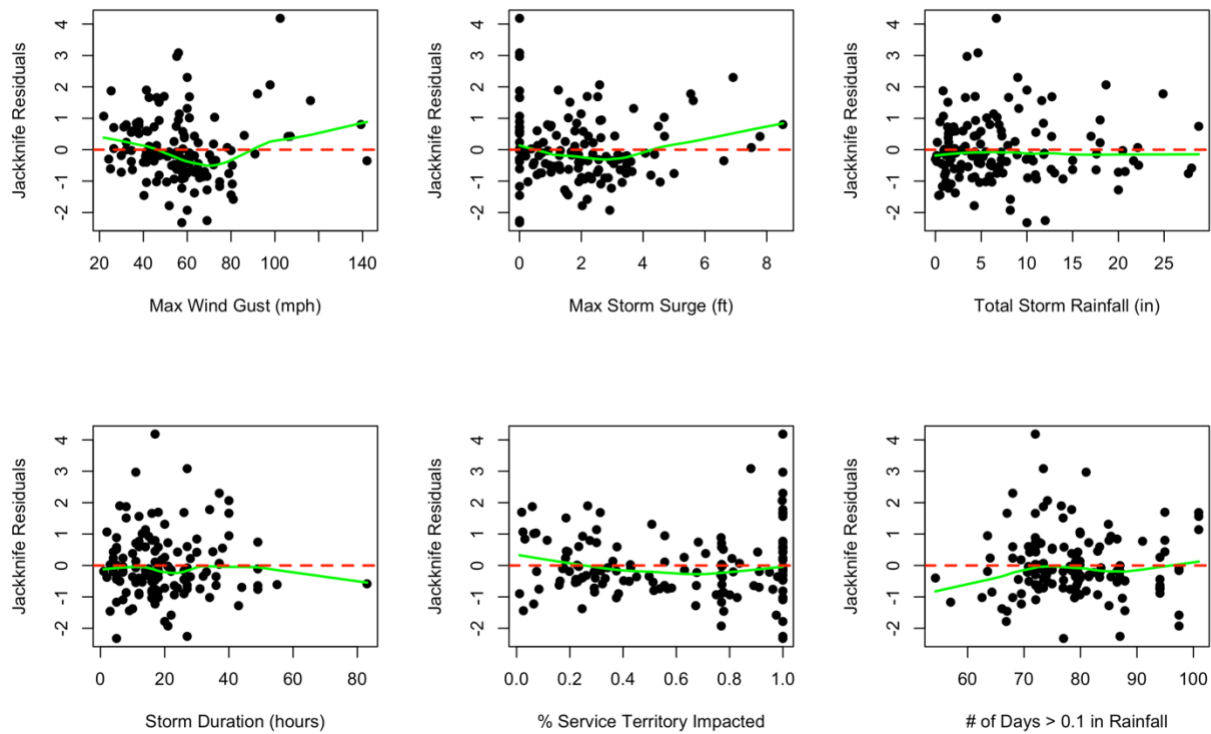 Jackknife Residuals
4
3
2
1
0
-1
-2
20 40 60 80 100 140
Max Wind Gust (mph)
Jackknife Residuals
4
3
2
1
0
-1
-2
0 2 4 6 8
Max Storm Surge (ft)
Jackknife Residuals
4
3
2
1
0
-1
-2
0 5 10 15 20 25
Total Storm Rainfall (in)
Jackknife Residuals
4
3
2
1
0
-1
-2
0 20 40 60 80
Storm Duration (hours)
Jackknife Residuals
4
3
2
1
0
-1
-2
0.0 0.2 0.4 0.6 0.8 1.0
% Service Territory Impacted
Jackknife Residuals
4
3
2
1
0
-1
-2
60 70 80 90 100
# of Days > 0.1 in Rainfall